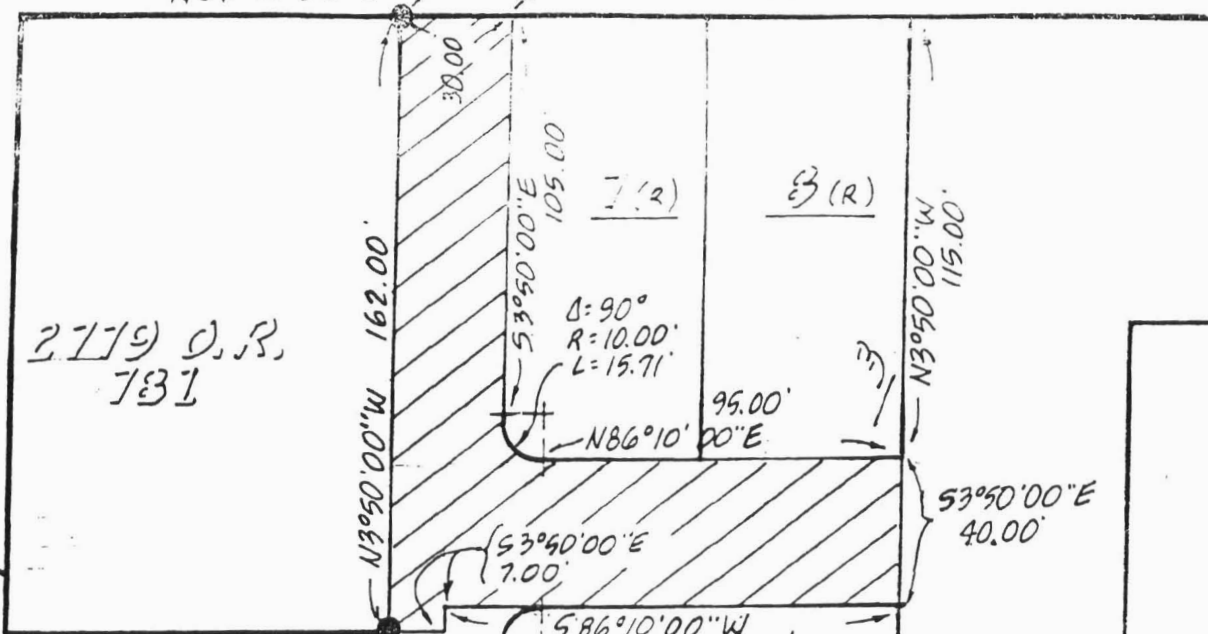 30.00
S3°50'.00"E
105.00
7 (R)
8 (R)
N3°50'.00"W
115.00'
2779 O.R.
781
N3°50'.00"W 162.00'
Δ=90°
R=10.00'
L=15.71'
95.00'
N86°10'.00"E
S3°50'.00"E
40.00'
S3°50'.00"E
7.00'
S86°10'.00"W